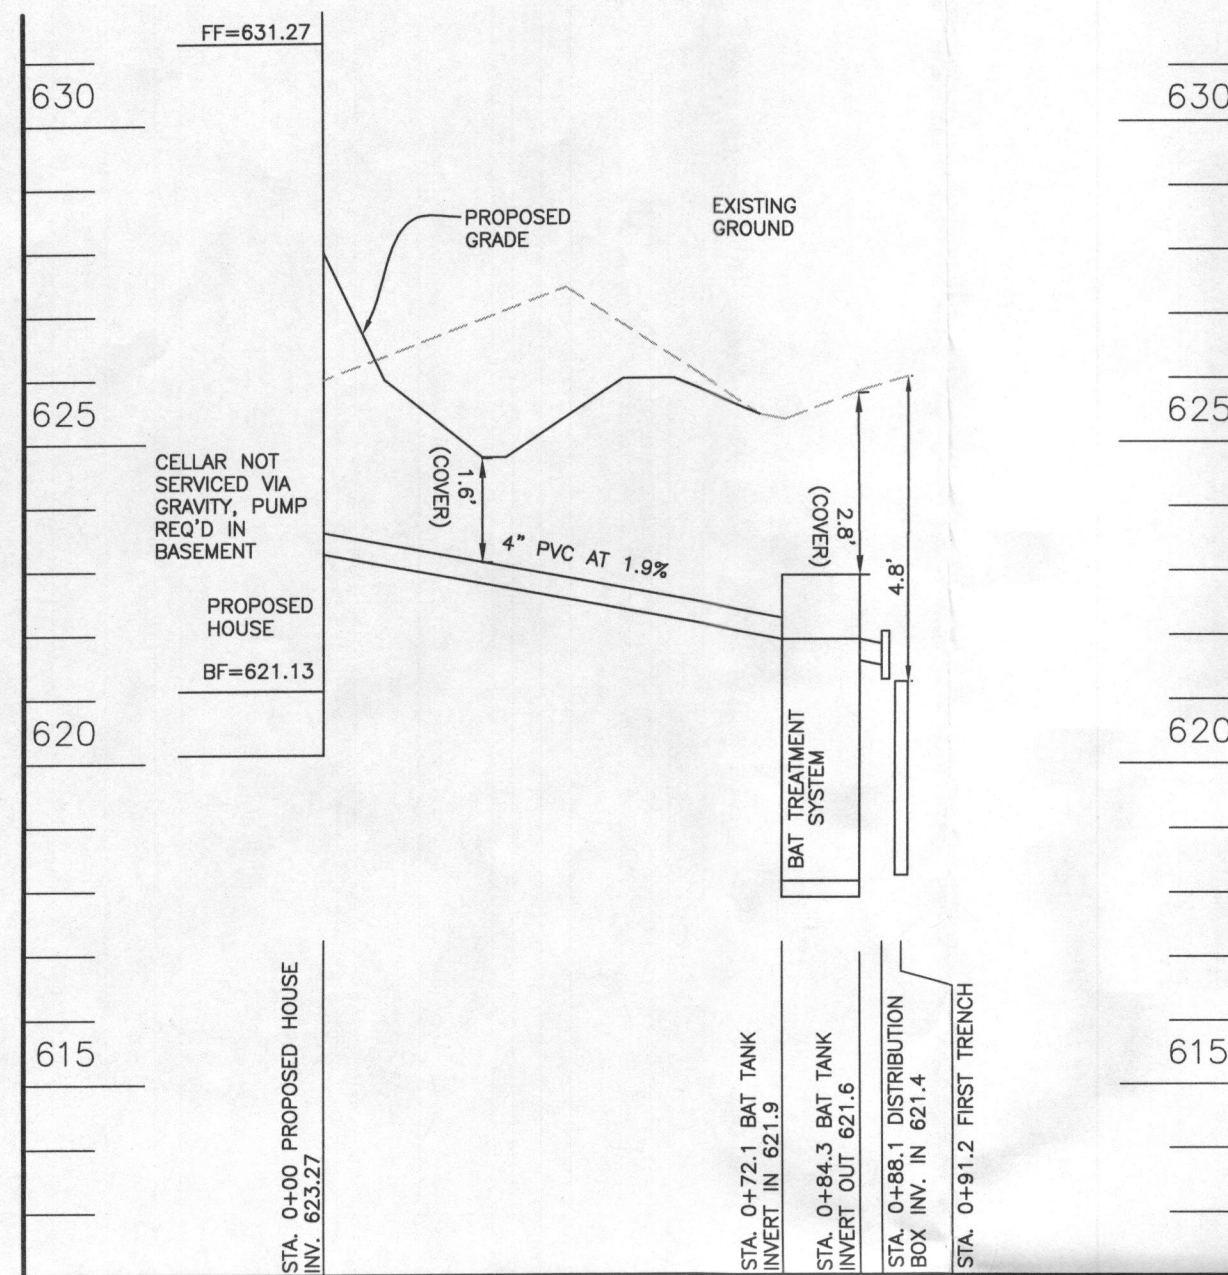 FF=631.27
630
630
PROPOSED
GRADE
EXISTING
GROUND
625
625
CELLAR NOT
SERVICED VIA
GRAVITY, PUMP
REQ'D IN
BASEMENT
1.6'
(COVER)
4" PVC AT 1.9%
2.8'
(COVER)
4.8'
PROPOSED
HOUSE
BF=621.13
620
620
BAT TREATMENT
SYSTEM
615
615
STA. 0+00 PROPOSED HOUSE
INV. 623.27
STA. 0+72.1 BAT TANK
INVERT IN 621.9
STA. 0+84.3 BAT TANK
INVERT OUT 621.6
STA. 0+88.1 DISTRIBUTION
BOX INV. IN 621.4
STA. 0+91.2 FIRST TRENCH